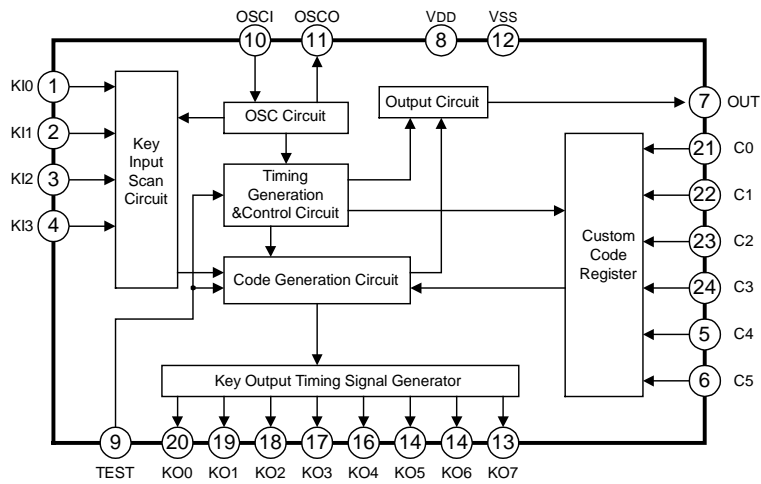 OSCI OSCO VDD VSS
10 11 8 12
KI0 1
KI1 2
KI2 3
KI3 4
Key
Input
Scan
Circuit
OSC Circuit
Output Circuit
7 OUT
Timing
Generation
&Control Circuit
Code Generation Circuit
Custom
Code
Register
21 C0
22 C1
23 C2
24 C3
5 C4
6 C5
Key Output Timing Signal Generator
9 20 19 18 17 16 14 14 13
TEST KO0 KO1 KO2 KO3 KO4 KO5 KO6 KO7